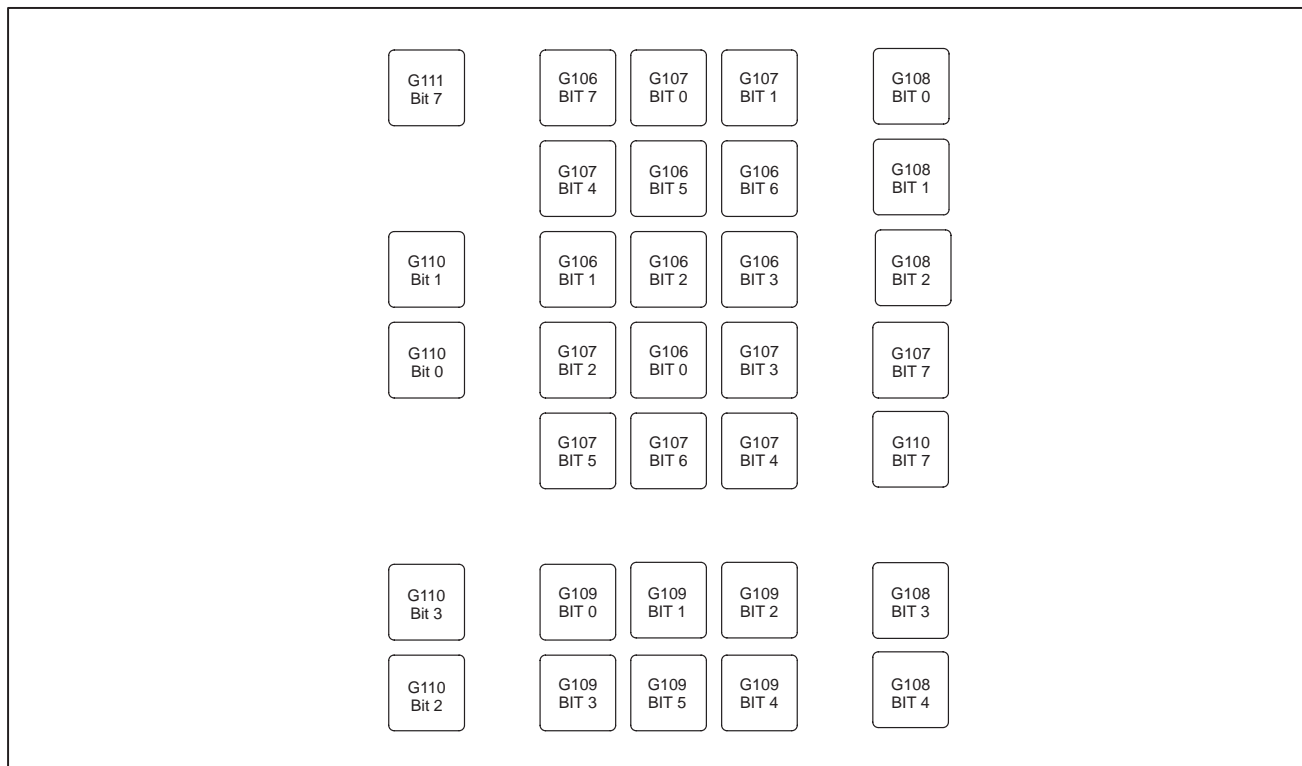 G111
Bit 7
G106
BIT 7
G107
BIT 0
G107
BIT 1
G108
BIT 0
G107
BIT 4
G106
BIT 5
G106
BIT 6
G108
BIT 1
G110
Bit 1
G106
BIT 1
G106
BIT 2
G106
BIT 3
G108
BIT 2
G110
Bit 0
G107
BIT 2
G106
BIT 0
G107
BIT 3
G107
BIT 7
G107
BIT 5
G107
BIT 6
G107
BIT 4
G110
BIT 7
G110
Bit 3
G109
BIT 0
G109
BIT 1
G109
BIT 2
G108
BIT 3
G110
Bit 2
G109
BIT 3
G109
BIT 5
G109
BIT 4
G108
BIT 4